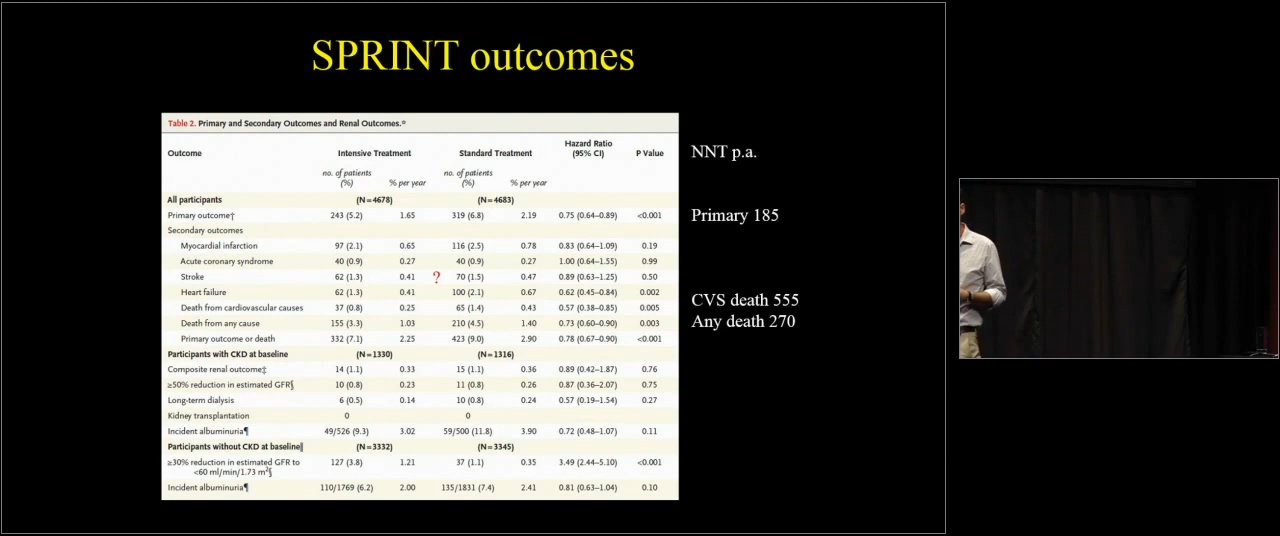 SPRINT outcomes
Table 2. Primary and Secondary Outcomes and Renal Outcomes.*
Outcome Intensive Treatment Standard Treatment Hazard Ratio (95% CI) P Value
no. of patients (%) % per year no. of patients (%) % per year
All participants (N=4678) (N=4683)
Primary outcome† 243 (5.2) 1.65 319 (6.8) 2.19 0.75 (0.64–0.89) <0.001
Secondary outcomes
Myocardial infarction 97 (2.1) 0.65 116 (2.5) 0.78 0.83 (0.64–1.09) 0.19
Acute coronary syndrome 40 (0.9) 0.27 40 (0.9) 0.27 1.00 (0.64–1.55) 0.99
Stroke 62 (1.3) 0.41 ? 70 (1.5) 0.47 0.89 (0.63–1.25) 0.50
Heart failure 62 (1.3) 0.41 100 (2.1) 0.67 0.62 (0.45–0.84) 0.002
Death from cardiovascular causes 37 (0.8) 0.25 65 (1.4) 0.43 0.57 (0.38–0.85) 0.005
Death from any cause 155 (3.3) 1.03 210 (4.5) 1.40 0.73 (0.60–0.90) 0.003
Primary outcome or death 332 (7.1) 2.25 423 (9.0) 2.90 0.78 (0.67–0.90) <0.001
Participants with CKD at baseline (N=1330) (N=1316)
Composite renal outcome‡ 14 (1.1) 0.33 15 (1.1) 0.36 0.89 (0.42–1.87) 0.76
≥50% reduction in estimated GFR§ 10 (0.8) 0.23 11 (0.8) 0.26 0.87 (0.36–2.07) 0.75
Long-term dialysis 6 (0.5) 0.14 10 (0.8) 0.24 0.57 (0.19–1.54) 0.27
Kidney transplantation 0 0
Incident albuminuria¶ 49/526 (9.3) 3.02 59/500 (11.8) 3.90 0.72 (0.48–1.07) 0.11
Participants without CKD at baseline‖ (N=3332) (N=3345)
≥30% reduction in estimated GFR to 127 (3.8) 1.21 37 (1.1) 0.35 3.49 (2.44–5.10) <0.001
<60 ml/min/1.73 m²§
Incident albuminuria¶ 110/1769 (6.2) 2.00 135/1831 (7.4) 2.41 0.81 (0.63–1.04) 0.10
NNT p.a.
Primary 185
CVS death 555
Any death 270